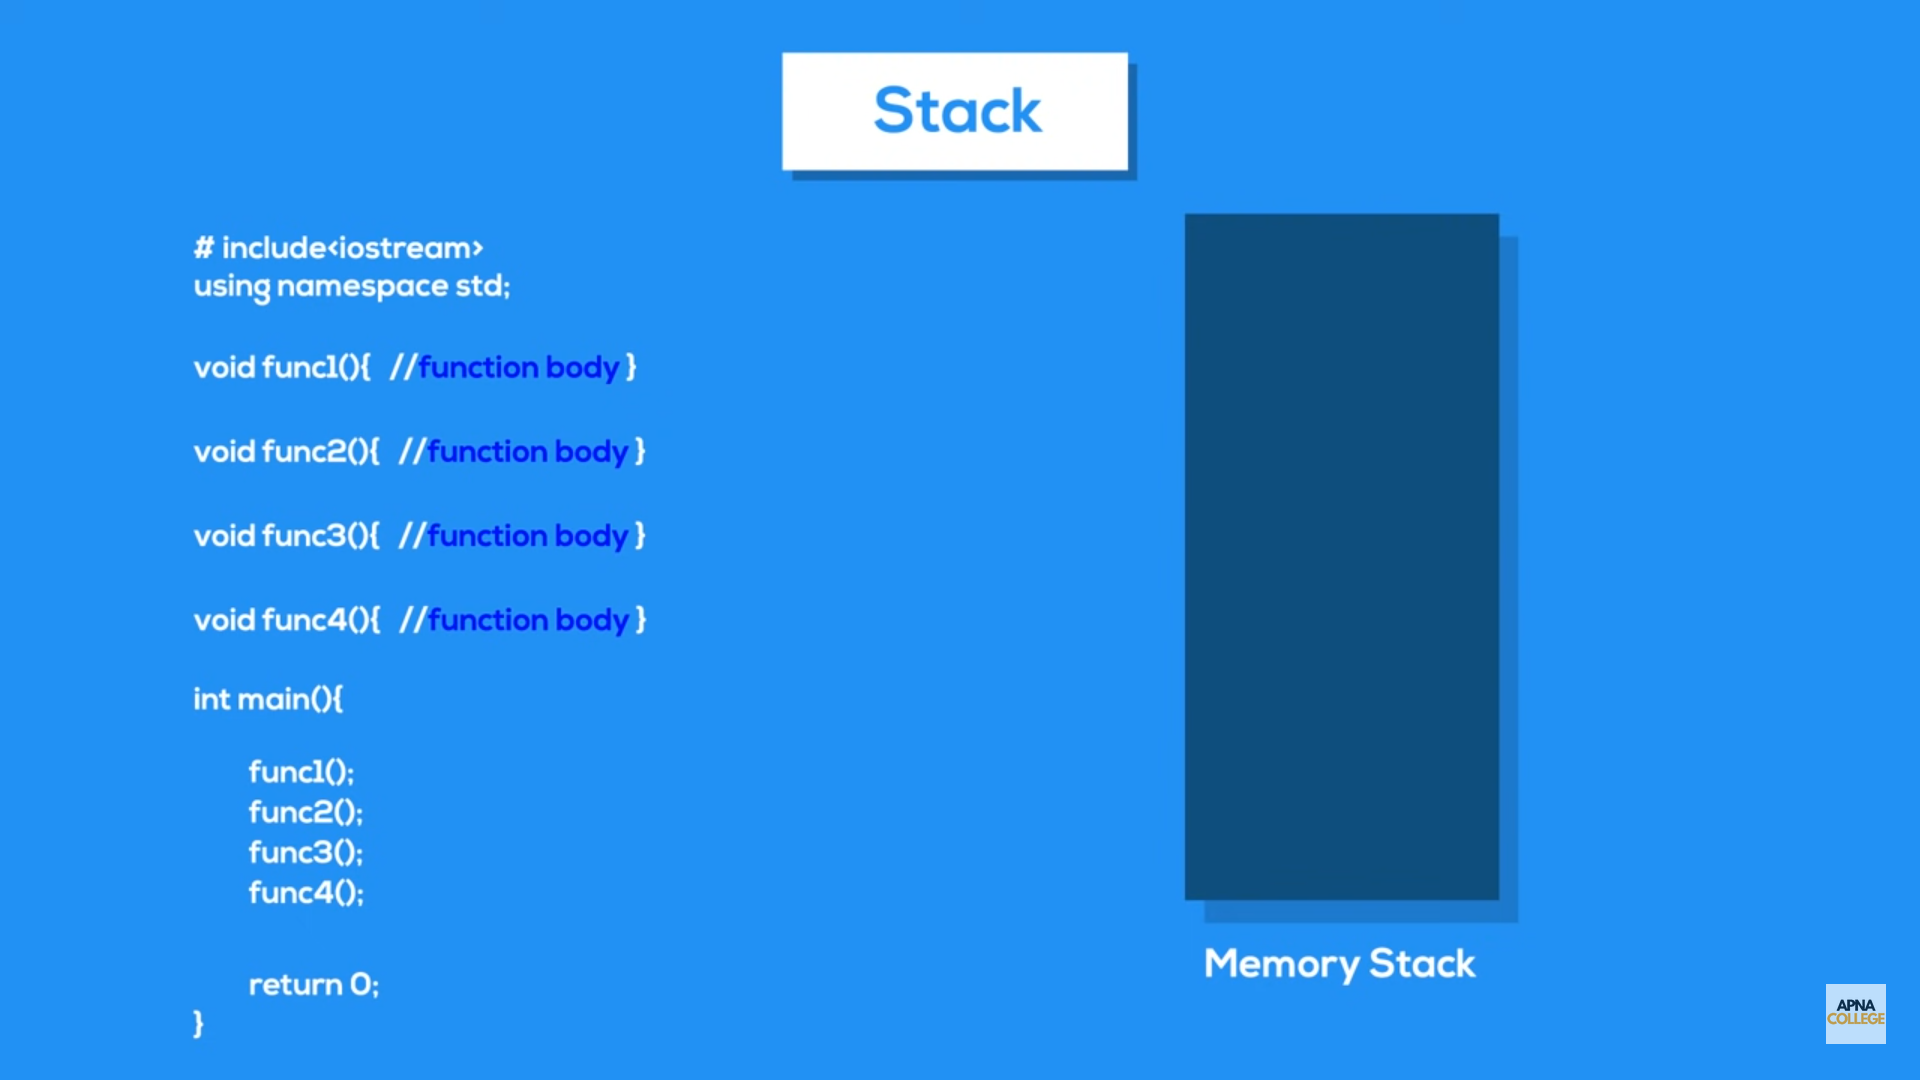 Stack
# include<iostream>
using namespace std;
void func1(){ //function body }
void func2(){ //function body }
void func3(){ //function body }
void func4(){ //function body }
int main(){
func1();
func2();
func3();
func4();
return 0;
}
Memory Stack
APNA
COLLEGE